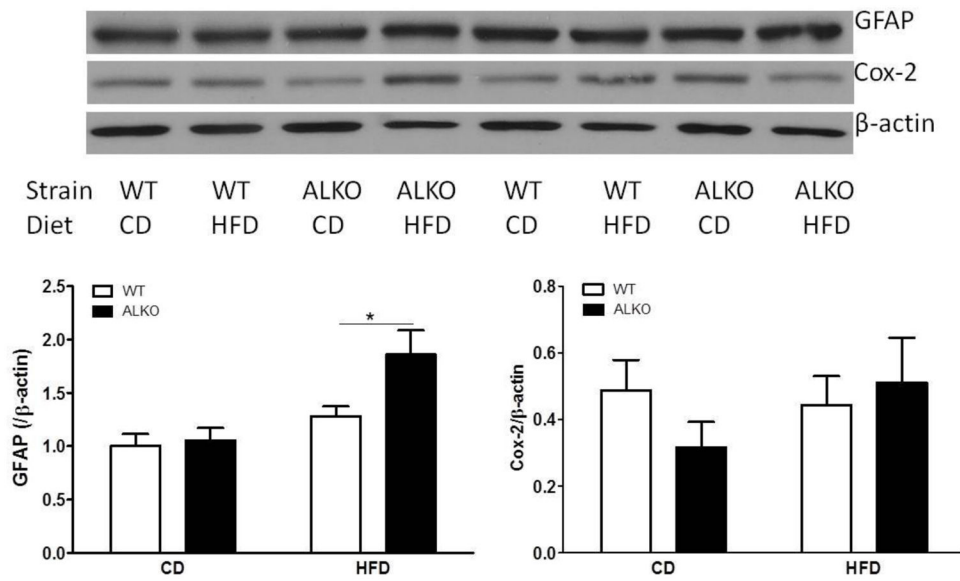 GFAP
Cox-2
β-actin
Strain WT WT ALKO ALKO WT WT ALKO ALKO
Diet CD HFD CD HFD CD HFD CD HFD
GFAP (/β-actin)
2.5
2.0
1.5
1.0
0.5
0.0
WT
ALKO
*
CD HFD
Cox-2/β-actin
0.8
0.6
0.4
0.2
0.0
WT
ALKO
CD HFD